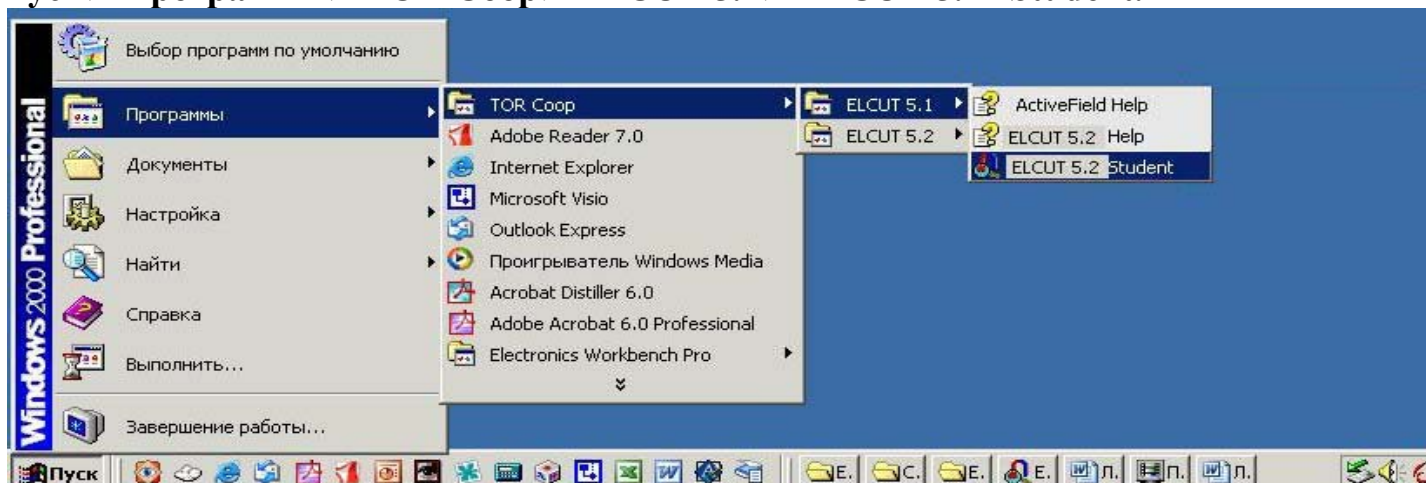 Выбор программ по умолчанию
Программы
Документы
Настройка
Найти
Справка
Выполнить...
Завершение работы...
Windows 2000 Professional
TOR Coop
Adobe Reader 7.0
Internet Explorer
Microsoft Visio
Outlook Express
Проигрыватель Windows Media
Acrobat Distiller 6.0
Adobe Acrobat 6.0 Professional
Electronics Workbench Pro
ELCUT 5.1
ELCUT 5.2
ActiveField Help
ELCUT 5.2 Help
ELCUT 5.2 Student
Пуск
E.
C.
E.
E.
Л.
П.
Л.